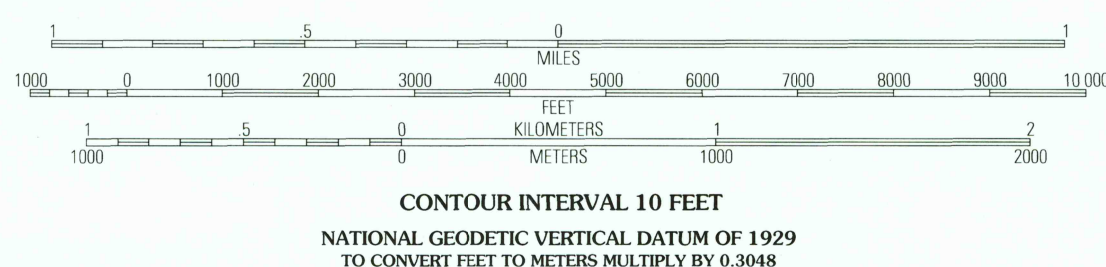 1 .5 0 1
MILES
1000 0 1000 2000 3000 4000 5000 6000 7000 8000 9000 10 000
FEET
1 .5 0 KILOMETERS 1 2
1000 0 METERS 1000 2000
CONTOUR INTERVAL 10 FEET
NATIONAL GEODETIC VERTICAL DATUM OF 1929
TO CONVERT FEET TO METERS MULTIPLY BY 0.3048